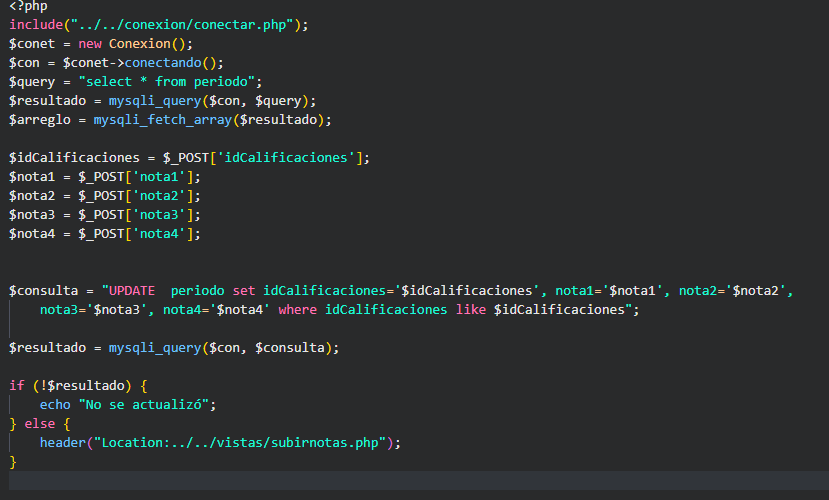 <?php
include("../../conexion/conectar.php");
$conet = new Conexion();
$con = $conet->conectando();
$query = "select * from periodo";
$resultado = mysqli_query($con, $query);
$arreglo = mysqli_fetch_array($resultado);

$idCalificaciones = $_POST['idCalificaciones'];
$nota1 = $_POST['nota1'];
$nota2 = $_POST['nota2'];
$nota3 = $_POST['nota3'];
$nota4 = $_POST['nota4'];


$consulta = "UPDATE  periodo set idCalificaciones='$idCalificaciones', nota1='$nota1', nota2='$nota2',
    nota3='$nota3', nota4='$nota4' where idCalificaciones like $idCalificaciones";

$resultado = mysqli_query($con, $consulta);

if (!$resultado) {
    echo "No se actualizó";
} else {
    header("Location:../../vistas/subirnotas.php");
}